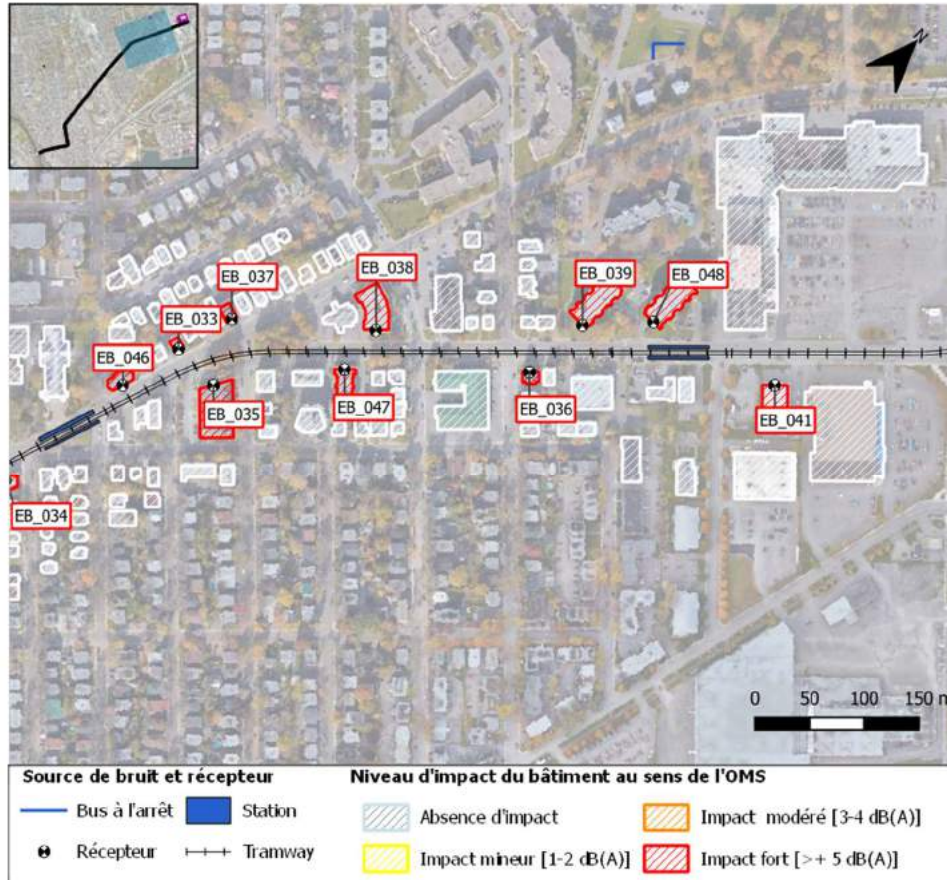 N
EB_038
EB_039
EB_048
EB_037
EB_033
EB_046
EB_035
EB_047
EB_036
EB_041
EB_034
0 50 100 150 m
Source de bruit et récepteur
Niveau d'impact du bâtiment au sens de l'OMS
Bus à l'arrêt
Station
Absence d'impact
Impact modéré [3-4 dB(A)]
Récepteur
Tramway
Impact mineur [1-2 dB(A)]
Impact fort [>+ 5 dB(A)]